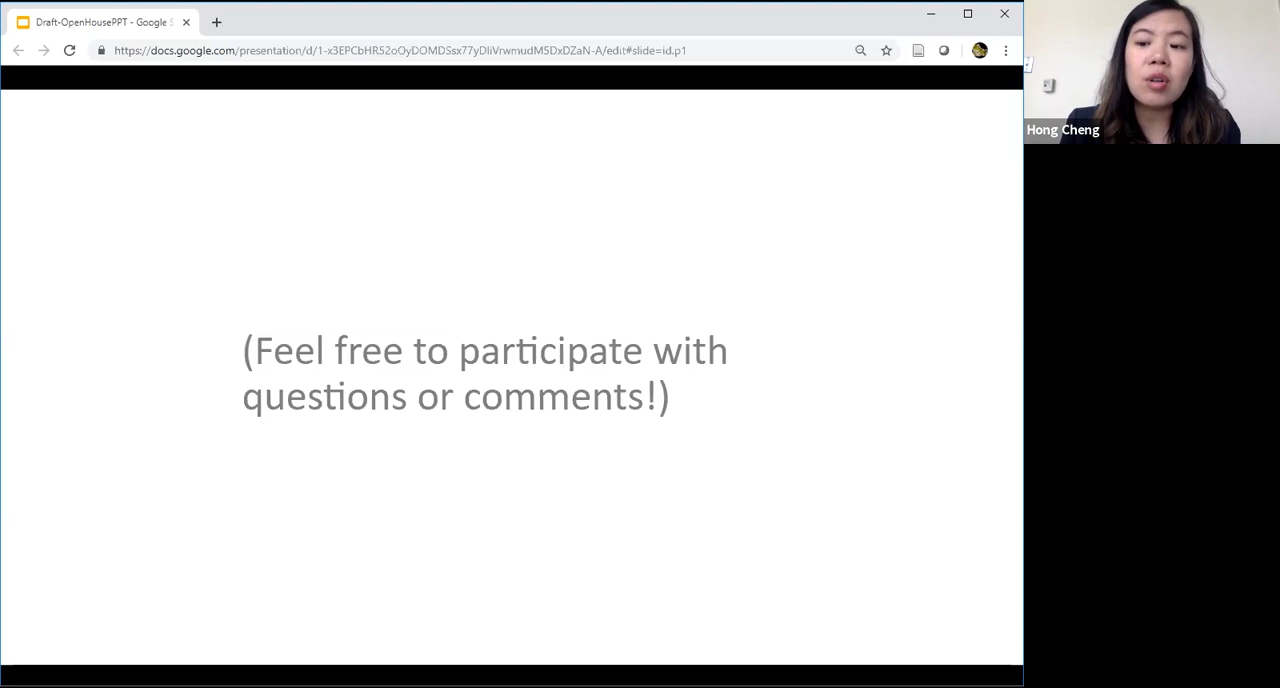 Draft-OpenHousePPT - Google S
https://docs.google.com/presentation/d/1-x3EPCbHR52oOyDOMDSsx77yDIiVrwmudM5DxDZaN-A/edit#slide=id.p1
Hong Cheng
(Feel free to participate with
questions or comments!)